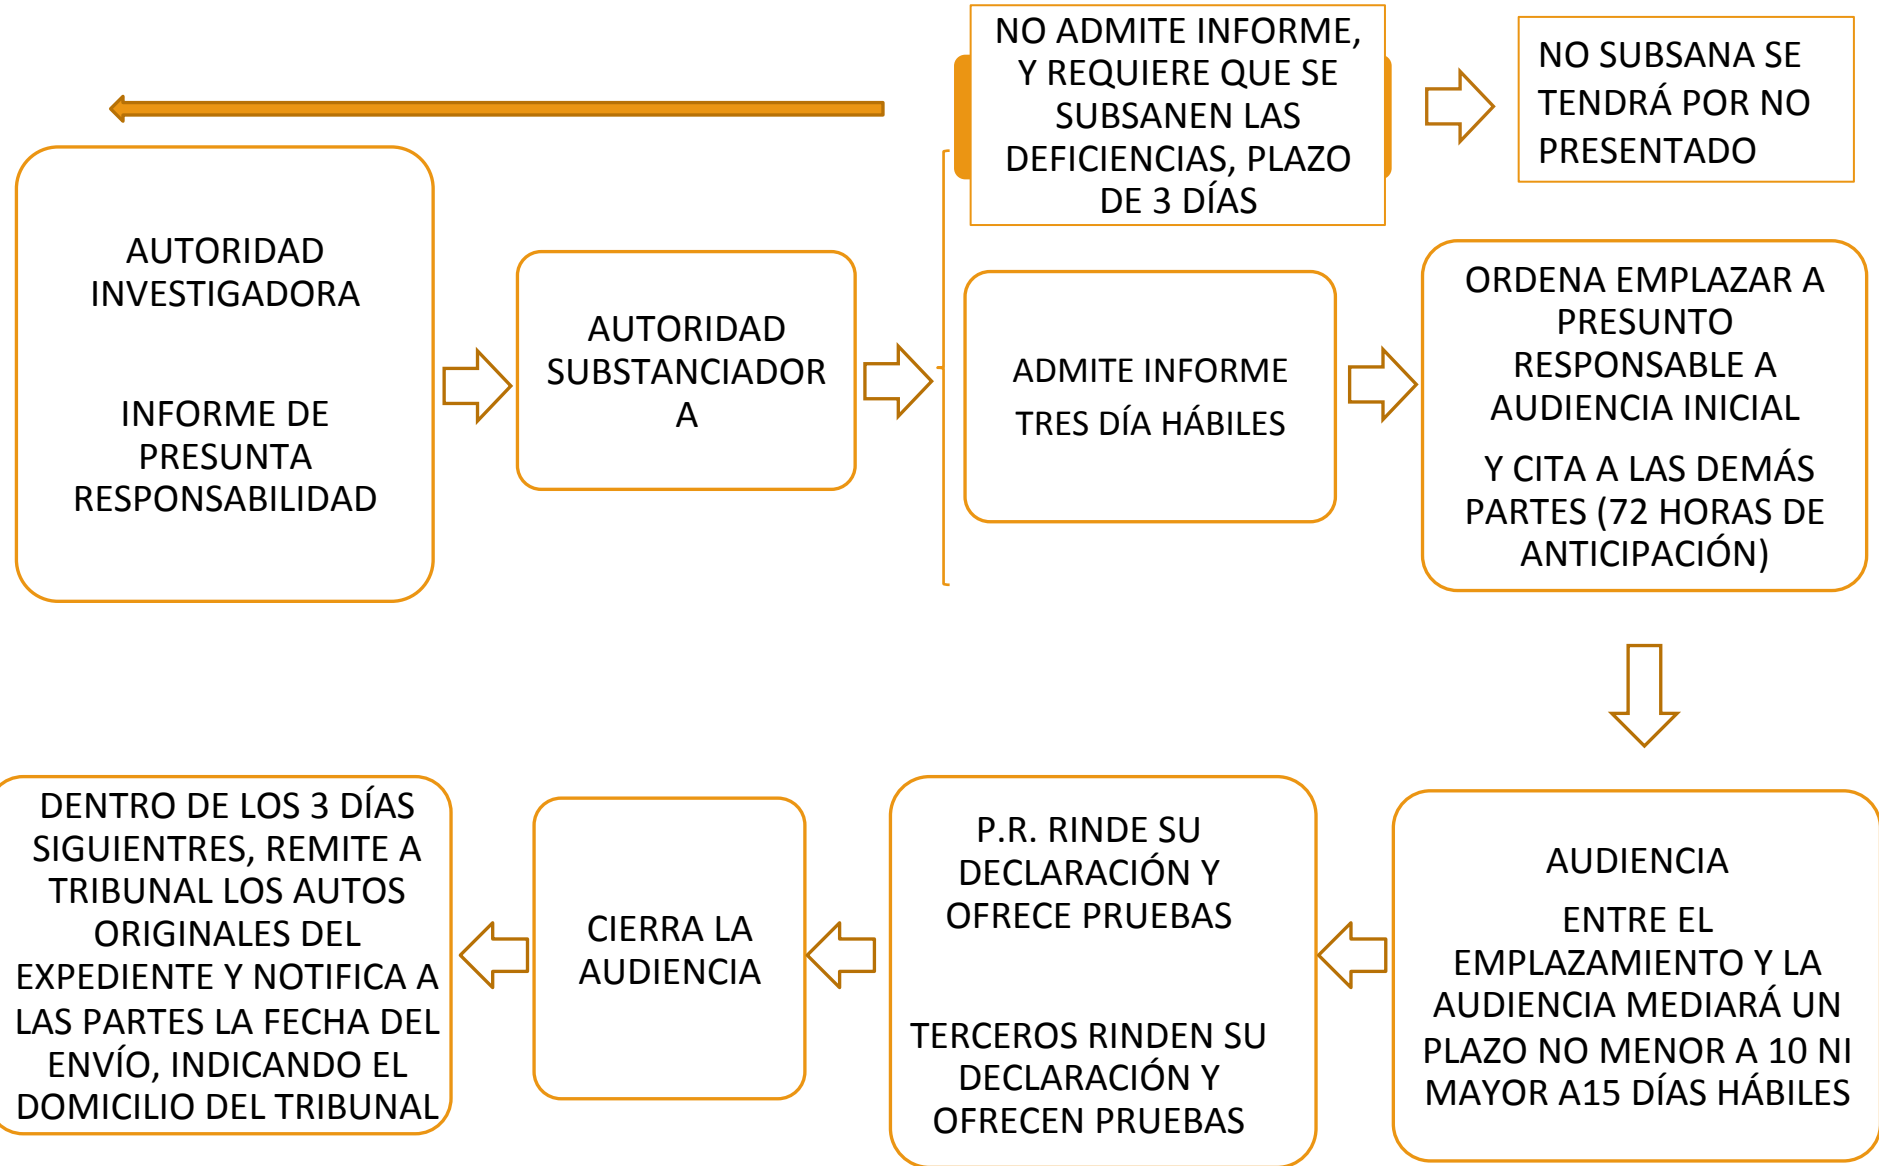 NO ADMITE INFORME,
Y REQUIERE QUE SE
SUBSANEN LAS
DEFICIENCIAS, PLAZO
DE 3 DÍAS
NO SUBSANA SE
TENDRÁ POR NO
PRESENTADO
AUTORIDAD
INVESTIGADORA
INFORME DE
PRESUNTA
RESPONSABILIDAD
AUTORIDAD
SUBSTANCIADOR
A
ADMITE INFORME
TRES DÍA HÁBILES
ORDENA EMPLAZAR A
PRESUNTO
RESPONSABLE A
AUDIENCIA INICIAL
Y CITA A LAS DEMÁS
PARTES (72 HORAS DE
ANTICIPACIÓN)
AUDIENCIA
ENTRE EL
EMPLAZAMIENTO Y LA
AUDIENCIA MEDIARÁ UN
PLAZO NO MENOR A 10 NI
MAYOR A15 DÍAS HÁBILES
P.R. RINDE SU
DECLARACIÓN Y
OFRECE PRUEBAS
TERCEROS RINDEN SU
DECLARACIÓN Y
OFRECEN PRUEBAS
CIERRA LA
AUDIENCIA
DENTRO DE LOS 3 DÍAS
SIGUIENTRES, REMITE A
TRIBUNAL LOS AUTOS
ORIGINALES DEL
EXPEDIENTE Y NOTIFICA A
LAS PARTES LA FECHA DEL
ENVÍO, INDICANDO EL
DOMICILIO DEL TRIBUNAL